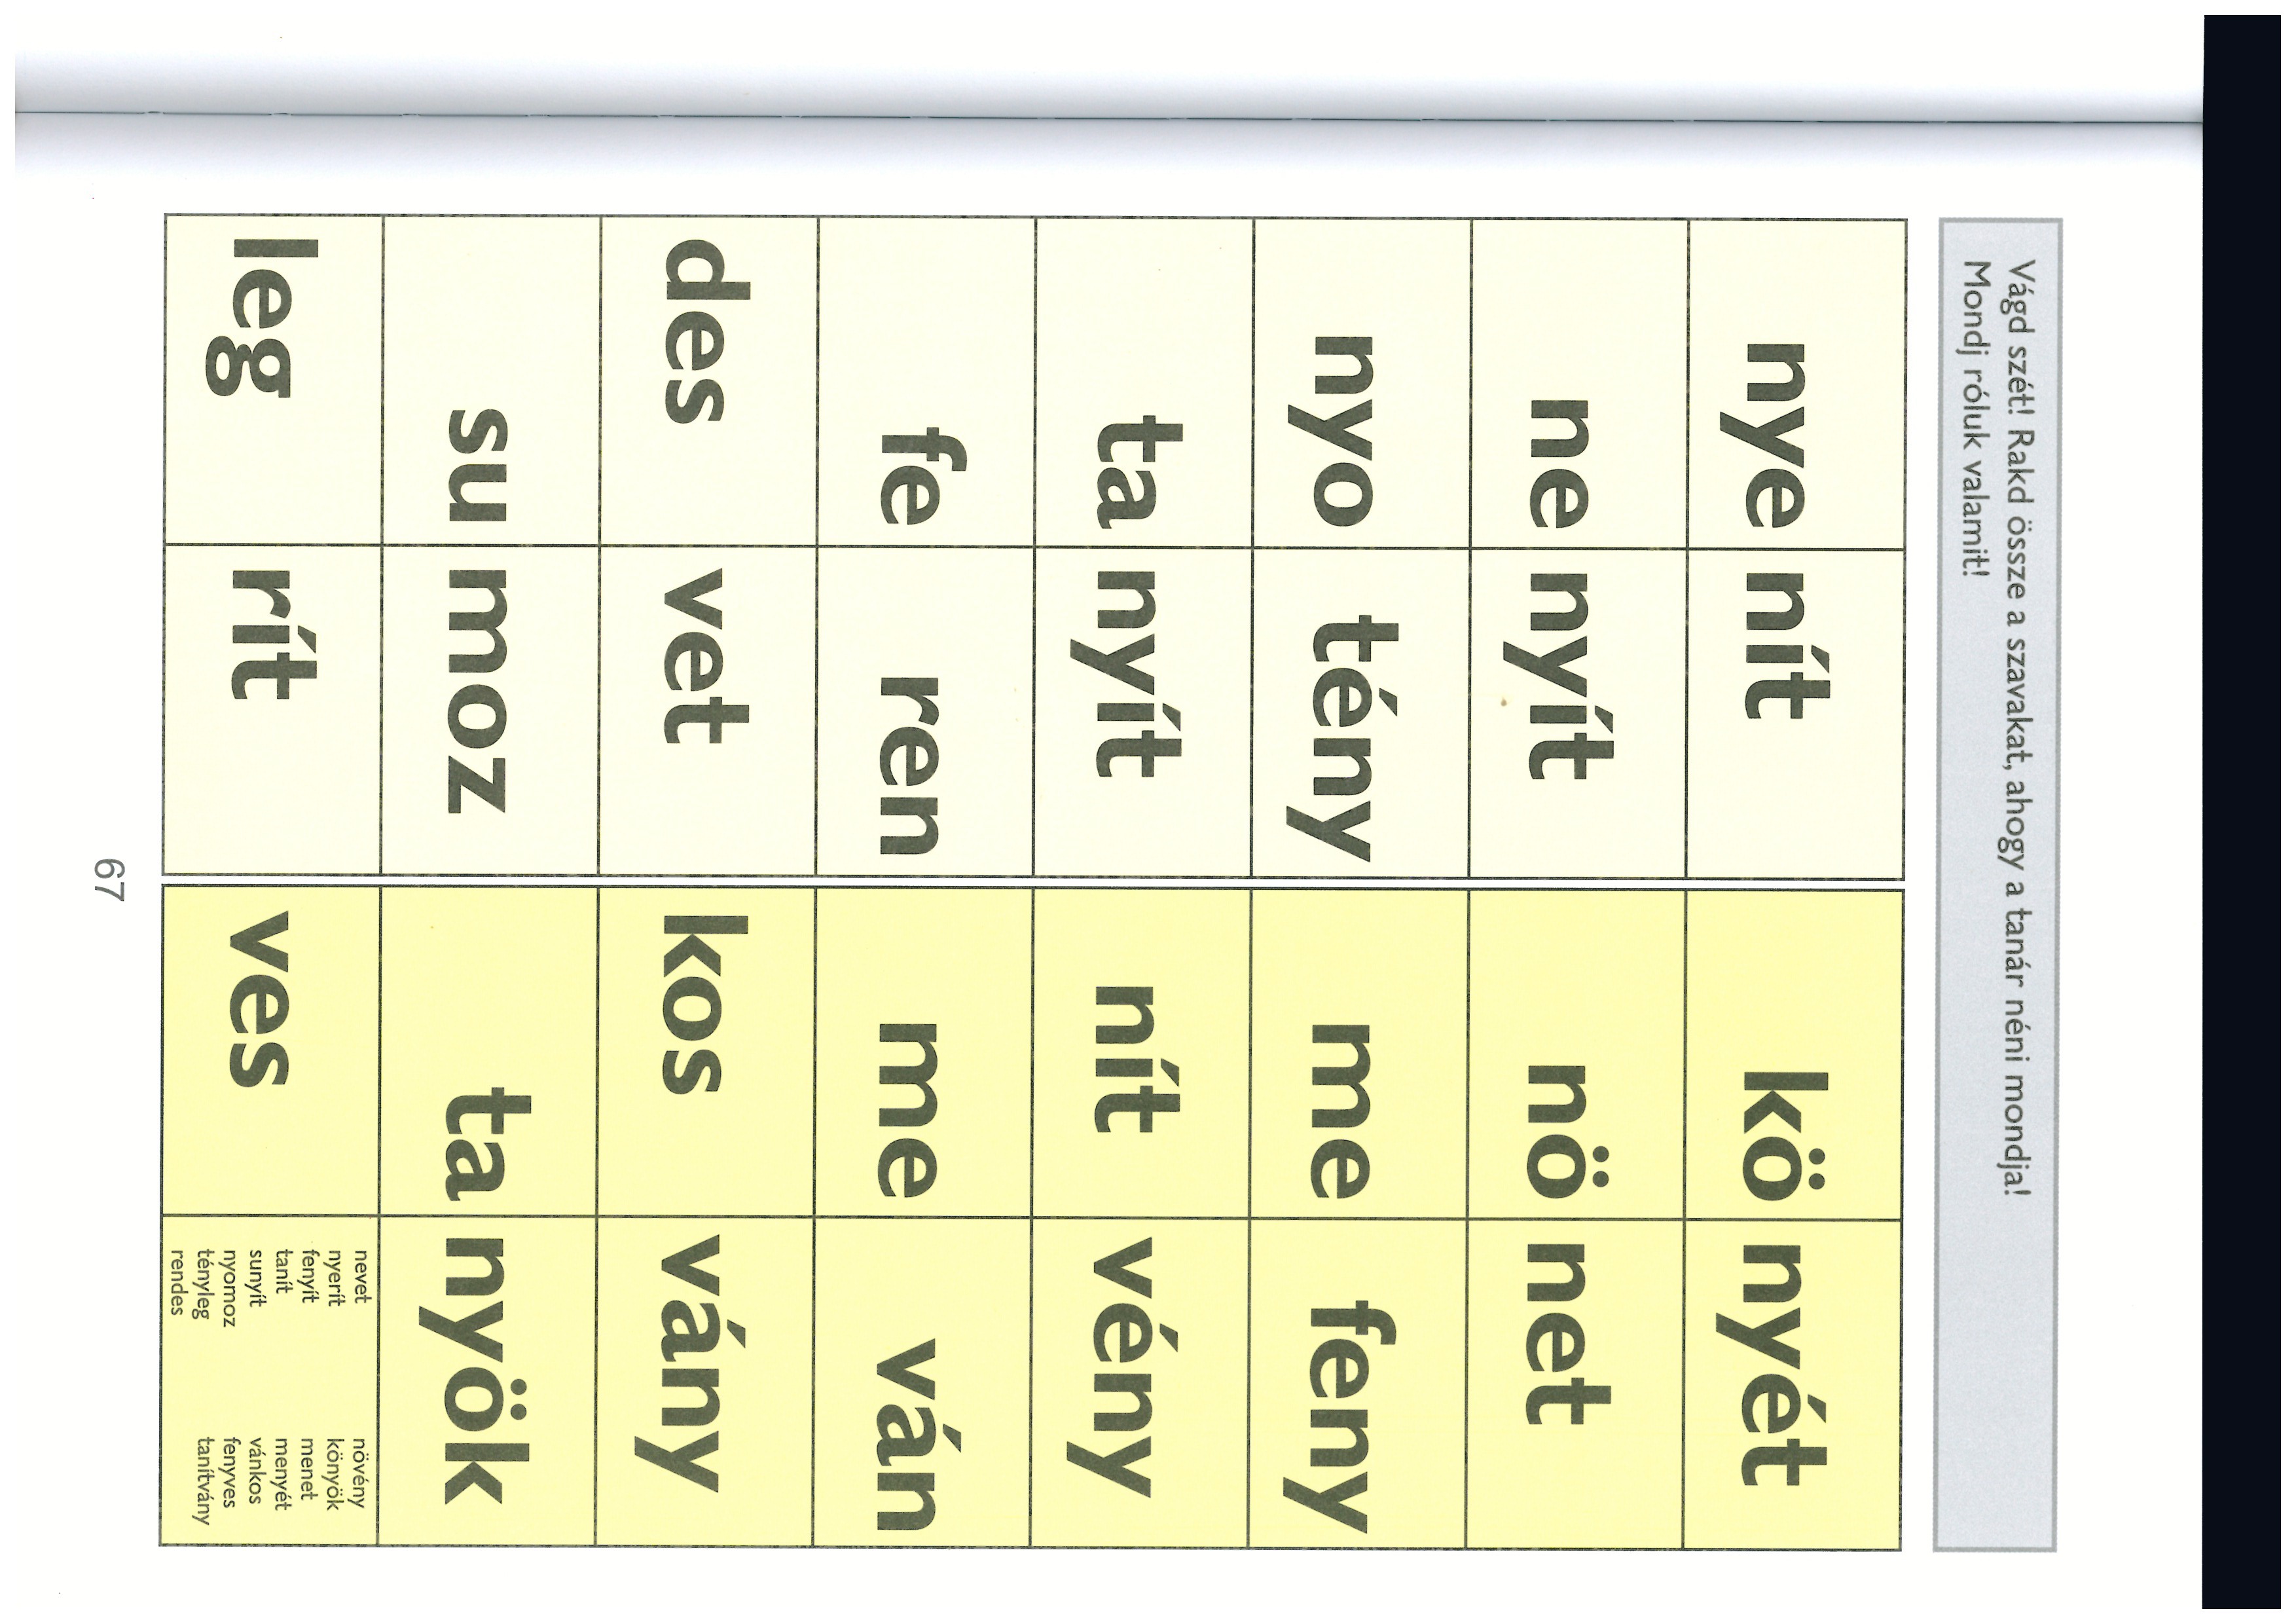 Vágd szét! Rakd össze a szavakat, ahogy a tanár néni mondja!
Mondj róluk valamit!
nye nít kö nyét
ne nyít nö net
nyo tény me feny
ta nyít nít vény
fe ren me ván
des vet kos vány
su moz ta nyök
leg rít ves
nevet növény
nyerít könyök
fenyít menet
tanít menyét
sunyít vánkos
nyomoz fenyves
tényleg tanítvány
rendes
67